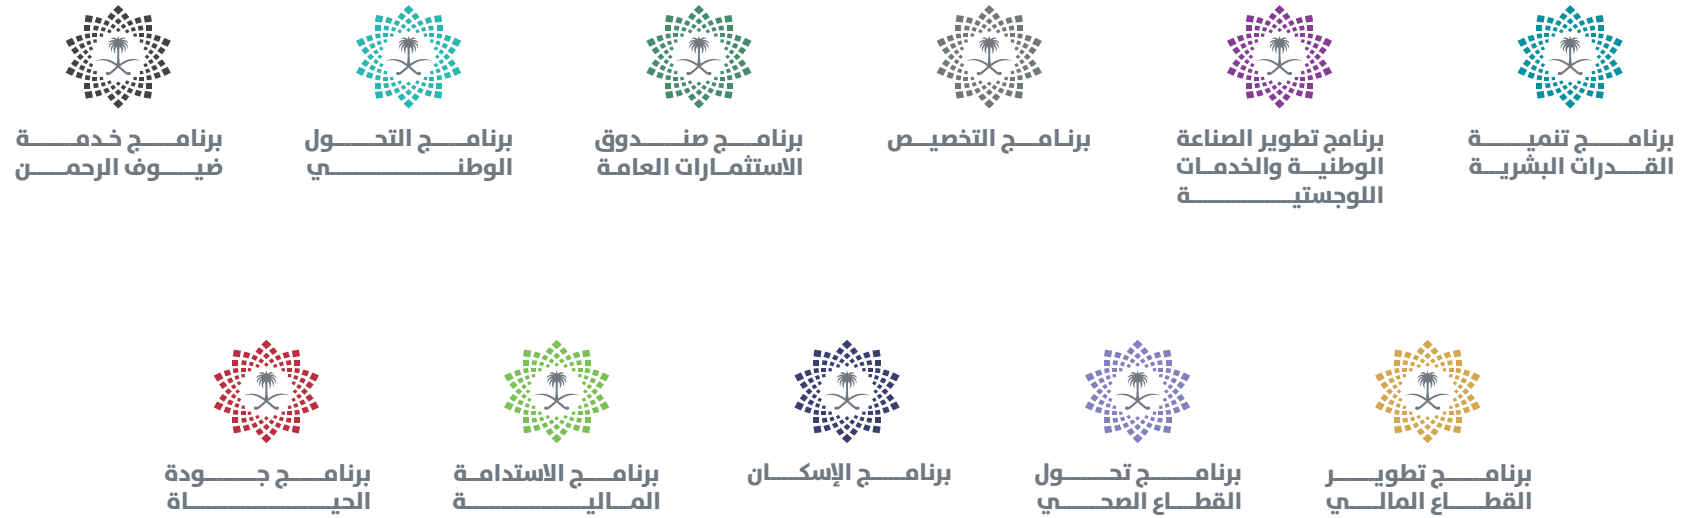 برنامج تنمية
القدرات البشرية
برنامج تطوير الصناعة
الوطنية والخدمات
اللوجستية
برنامج التخصيص
برنامج صندوق
الاستثمارات العامة
برنامج التحول
الوطني
برنامج خدمة
ضيوف الرحمن
برنامج تطوير
القطاع المالي
برنامج تحول
القطاع الصحي
برنامج الإسكان
برنامج الاستدامة
المالية
برنامج جودة
الحياة